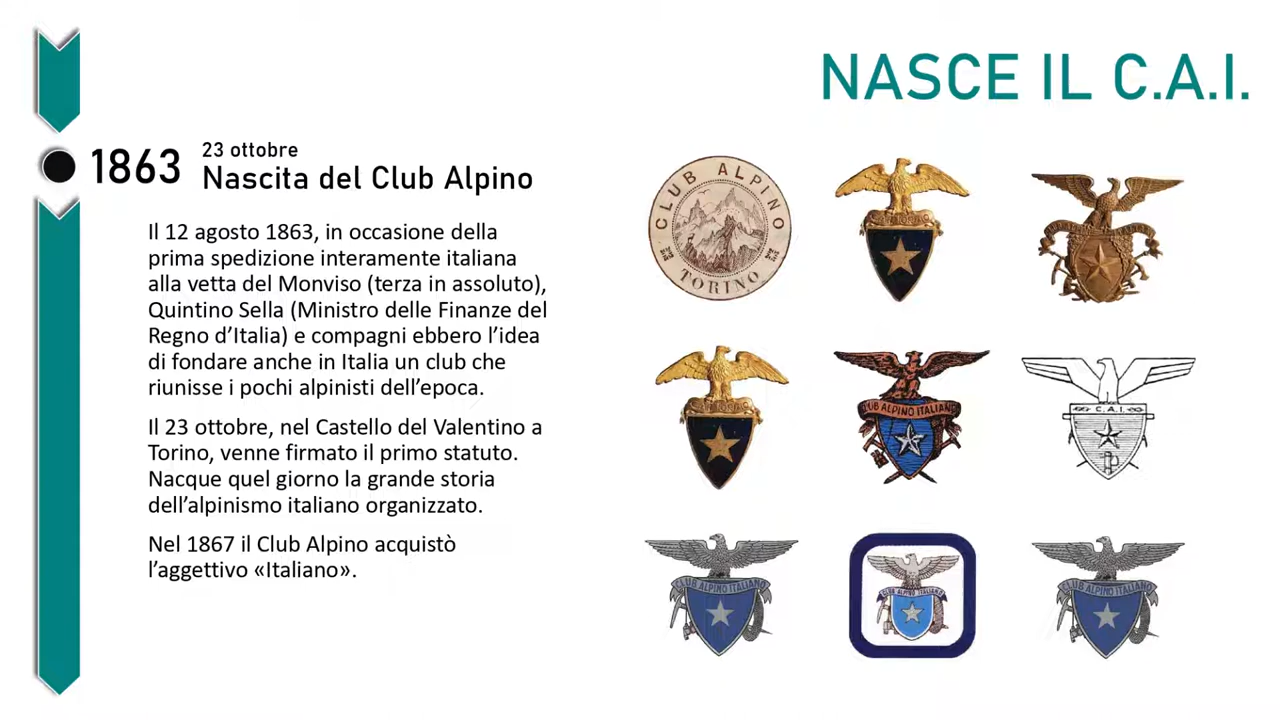 NASCE IL C.A.I.
1863
23 ottobre
Nascita del Club Alpino
Il 12 agosto 1863, in occasione della
prima spedizione interamente italiana
alla vetta del Monviso (terza in assoluto),
Quintino Sella (Ministro delle Finanze del
Regno d’Italia) e compagni ebbero l’idea
di fondare anche in Italia un club che
riunisse i pochi alpinisti dell’epoca.
Il 23 ottobre, nel Castello del Valentino a
Torino, venne firmato il primo statuto.
Nacque quel giorno la grande storia
dell’alpinismo italiano organizzato.
Nel 1867 il Club Alpino acquistò
l’aggettivo «Italiano».
CLUB ALPINO
TORINO
CLUB ALPINO ITALIANO
C.A.I.
CLUB ALPINO ITALIANO
CLUB ALPINO ITALIANO
CLUB ALPINO ITALIANO